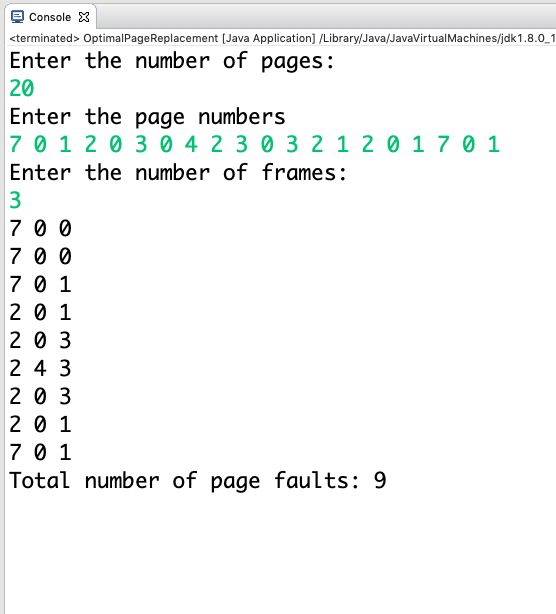 Console
<terminated> OptimalPageReplacement [Java Application] /Library/Java/JavaVirtualMachines/jdk1.8.0_1
Enter the number of pages:
20
Enter the page numbers
7 0 1 2 0 3 0 4 2 3 0 3 2 1 2 0 1 7 0 1
Enter the number of frames:
3
7 0 0
7 0 0
7 0 1
2 0 1
2 0 3
2 4 3
2 0 3
2 0 1
7 0 1
Total number of page faults: 9